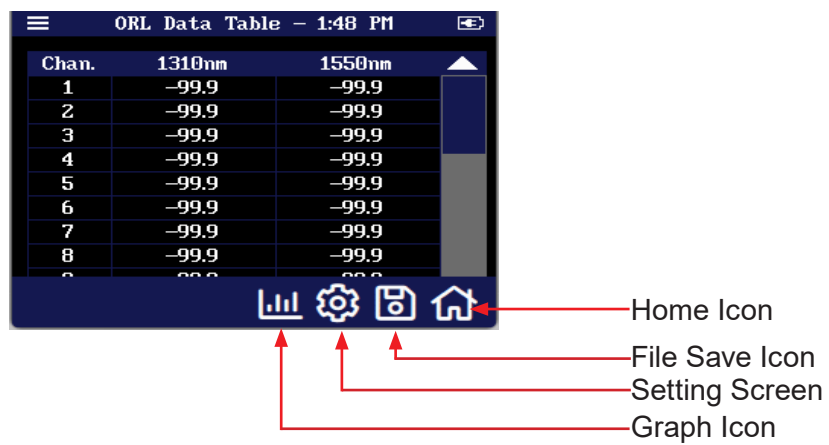 ORL Data Table – 1:48 PM
Chan. 1310nm 1550nm
1 –99.9 –99.9
2 –99.9 –99.9
3 –99.9 –99.9
4 –99.9 –99.9
5 –99.9 –99.9
6 –99.9 –99.9
7 –99.9 –99.9
8 –99.9 –99.9
Home Icon
File Save Icon
Setting Screen
Graph Icon